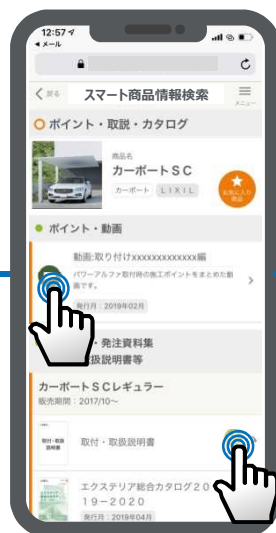 12:57
メール
戻る
スマート商品情報検索
メニュー
ポイント・取説・カタログ
商品名
カーポートＳＣ
カーポート LIXIL
お気に入り
商品
ポイント・動画
動画:取り付けxxxxxxxxxxxxx編
パワーアルファ取付時の施工ポイントをまとめた動
画です。
発行月：2019年02月
・発注資料集
取扱説明書等
カーポートＳＣレギュラー
販売期間：2017/10～
取付・取扱
説明書
取付・取扱説明書
エクステリア総合カタログ２０
１９－２０２０
発行月：2019年04月